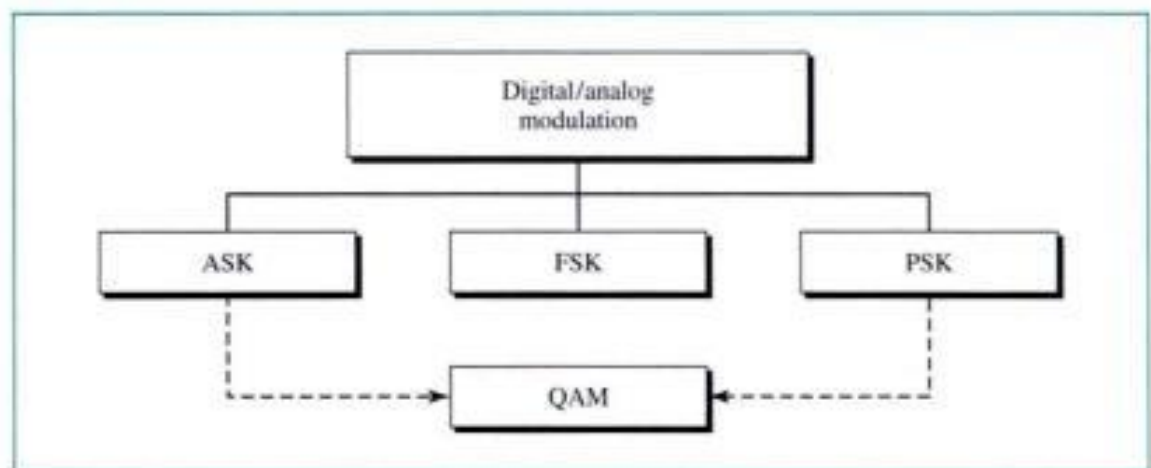 Digital/analog
modulation
ASK
FSK
PSK
QAM